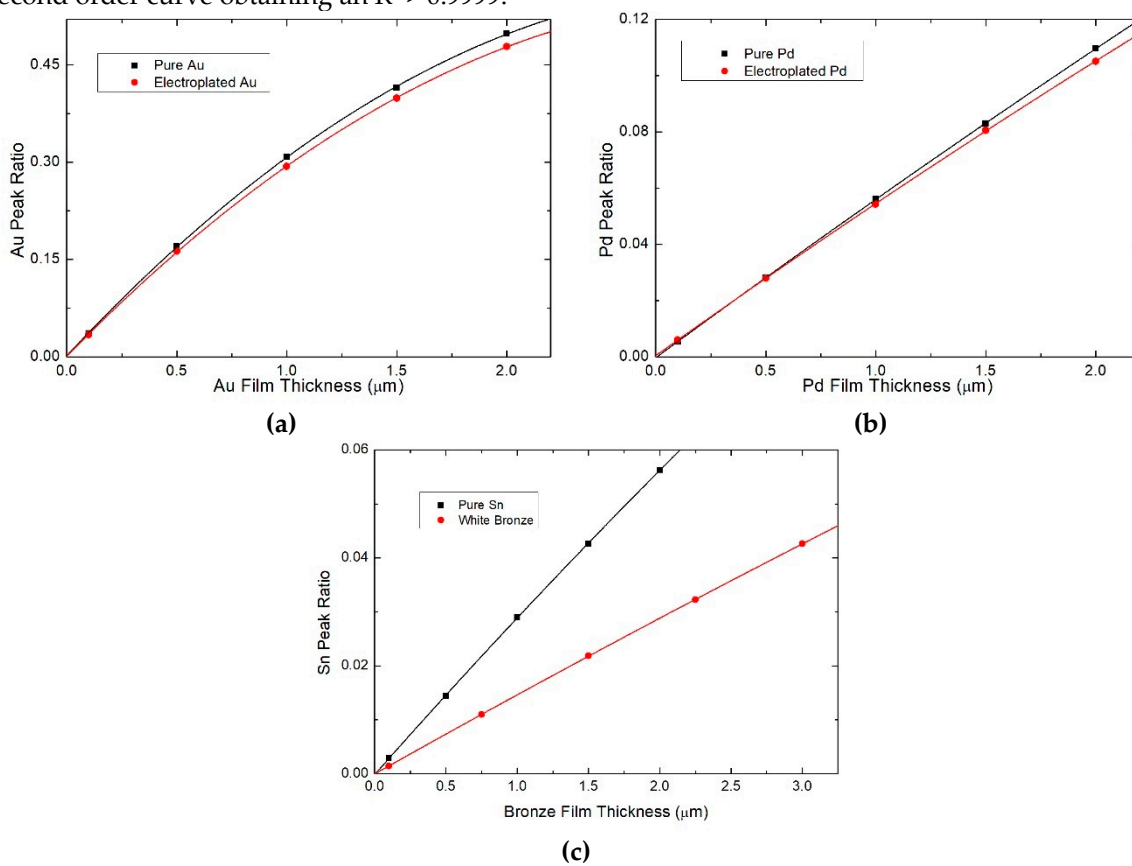 second order curve obtaining an R > 0.9999.
0.45
0.30
0.15
0.00
Au Peak Ratio
Pure Au
Electroplated Au
0.0 0.5 1.0 1.5 2.0
Au Film Thickness (μm)
(a)
0.12
0.08
0.04
0.00
Pd Peak Ratio
Pure Pd
Electroplated Pd
0.0 0.5 1.0 1.5 2.0
Pd Film Thickness (μm)
(b)
0.06
0.04
0.02
0.00
Sn Peak Ratio
Pure Sn
White Bronze
0.0 0.5 1.0 1.5 2.0 2.5 3.0
Bronze Film Thickness (μm)
(c)